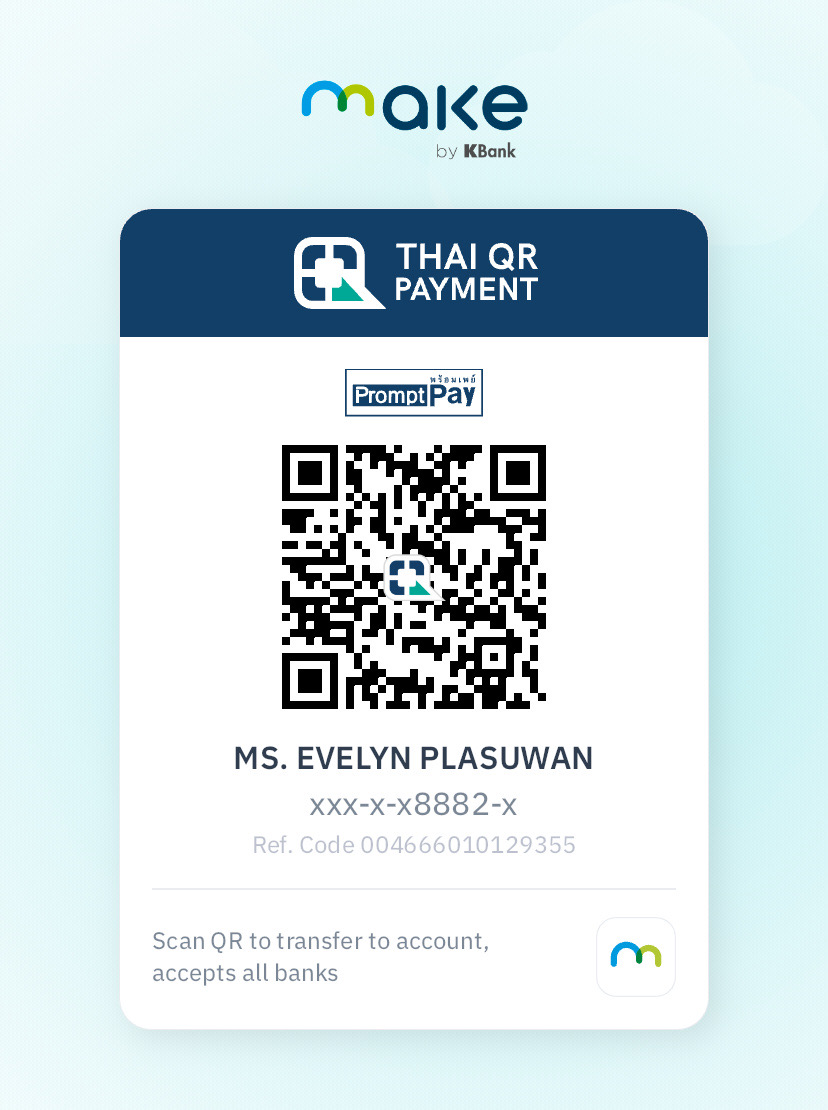 make
by KBank
THAI QR
PAYMENT
พร้อมเพย์
PromptPay
MS. EVELYN PLASUWAN
xxx-x-x8882-x
Ref. Code 004666010129355
Scan QR to transfer to account,
accepts all banks